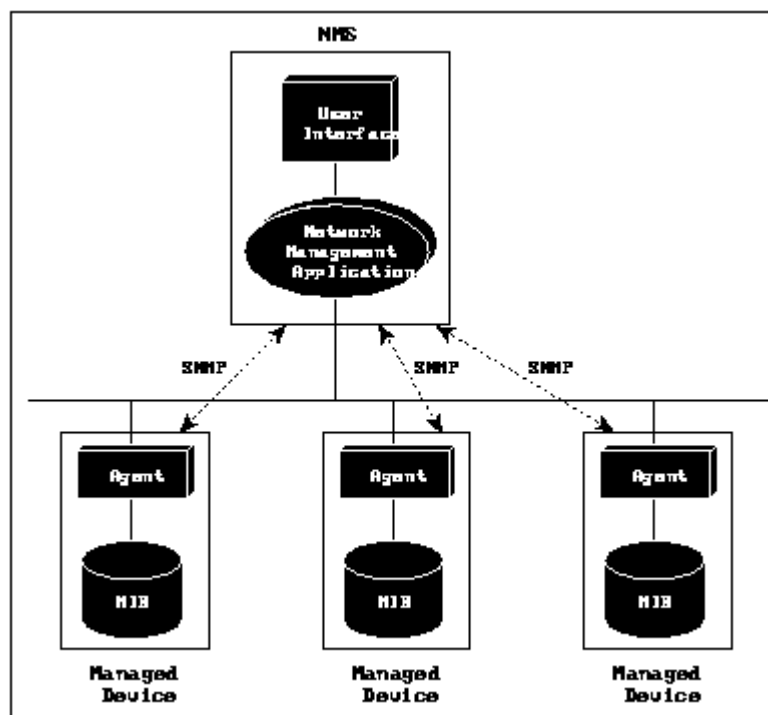 NMS
User
Interface
Network
Management
Application
SNMP
SNMP
SNMP
Agent
Agent
Agent
MIB
MIB
MIB
Managed
Device
Managed
Device
Managed
Device